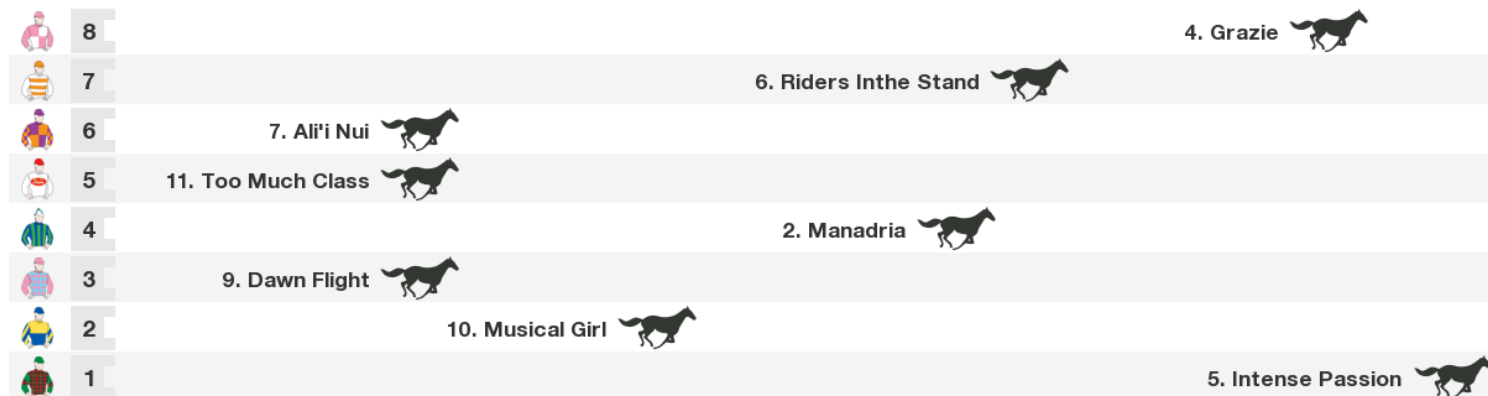 8 4. Grazie
7 6. Riders Inthe Stand
6 7. Ali'i Nui
5 11. Too Much Class
4 2. Manadria
3 9. Dawn Flight
2 10. Musical Girl
1 5. Intense Passion